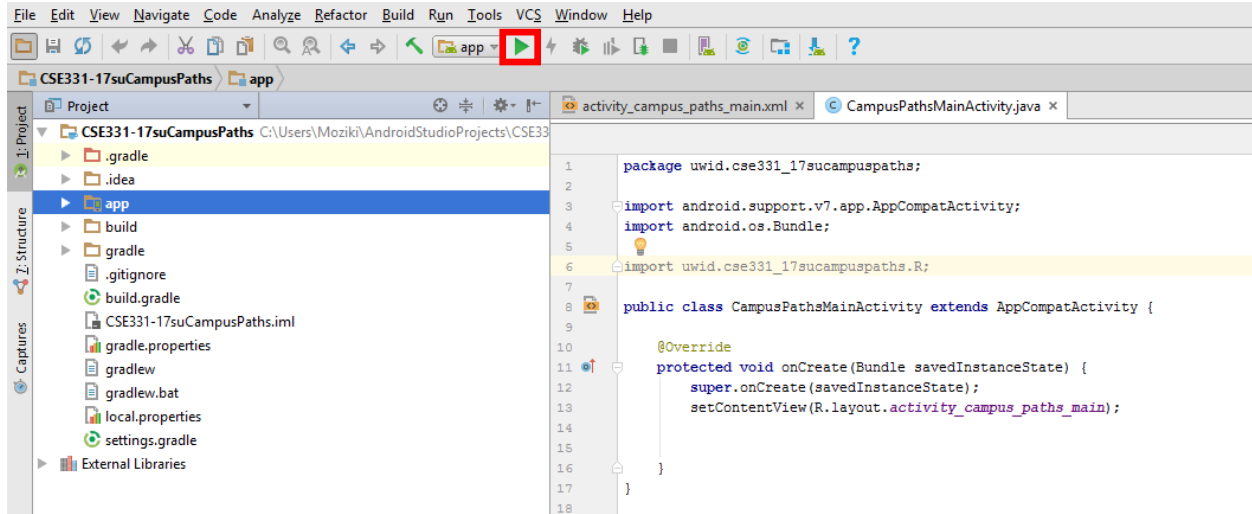 File Edit View Navigate Code Analyze Refactor Build Run Tools VCS Window Help
app
CSE331-17suCampusPaths app
1: Project
7: Structure
Captures
Project
CSE331-17suCampusPaths C:\Users\Moziki\AndroidStudioProjects\CSE33
.gradle
.idea
app
build
gradle
.gitignore
build.gradle
CSE331-17suCampusPaths.iml
gradle.properties
gradlew
gradlew.bat
local.properties
settings.gradle
External Libraries
activity_campus_paths_main.xml × CampusPathsMainActivity.java ×
1 package uwid.cse331_17sucampuspaths;
2
3 import android.support.v7.app.AppCompatActivity;
4 import android.os.Bundle;
5
6 import uwid.cse331_17sucampuspaths.R;
7
8 public class CampusPathsMainActivity extends AppCompatActivity {
9
10 @Override
11 protected void onCreate(Bundle savedInstanceState) {
12 super.onCreate(savedInstanceState);
13 setContentView(R.layout.activity_campus_paths_main);
14
15
16 }
17 }
18